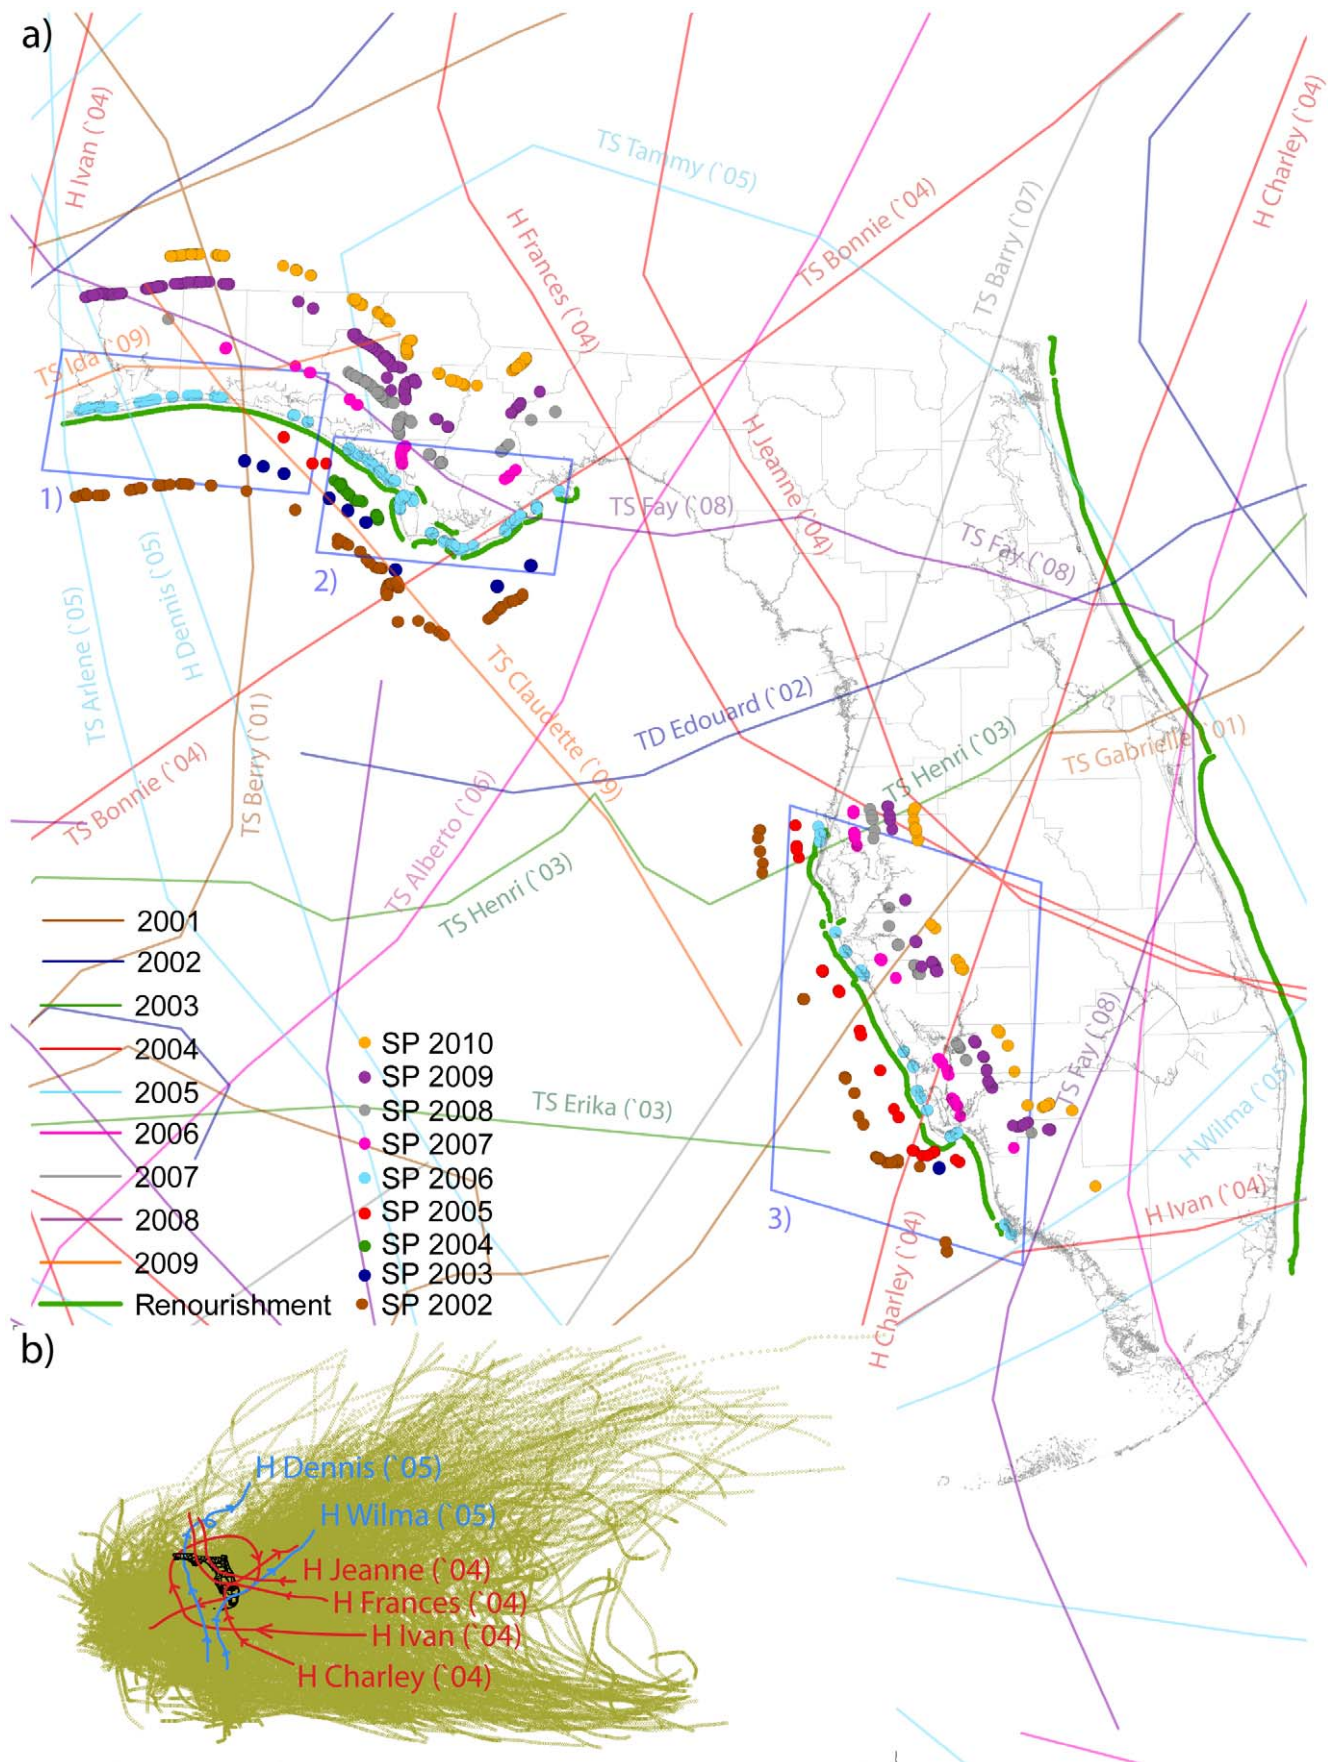 a)
H Ivan (`04)
TS Tammy (`05)
H Charley (`04)
TS Bonnie (`04)
TS Barry (`07)
H Frances (`04)
TS Ida (`09)
H Jeanne (`04)
1)
TS Fay (`08)
TS Fay (`08)
2)
H Dennis (`05)
TS Arlene (`05)
TS Claudette (`09)
TD Edouard (`02)
TS Berry (`01)
TS Henri (`03)
TS Gabrielle (`01)
TS Bonnie (`04)
TS Alberto (`06)
TS Henri (`03)
2001
2002
2003
2004
2005
2006
2007
2008
2009
Renourishment
SP 2010
SP 2009
SP 2008
SP 2007
SP 2006
SP 2005
SP 2004
SP 2003
SP 2002
TS Erika (`03)
TS Fay (`08)
H Wilma (`05)
H Ivan (`04)
3)
H Charley (`04)
b)
H Dennis (`05)
H Wilma (`05)
H Jeanne (`04)
H Frances (`04)
H Ivan (`04)
H Charley (`04)